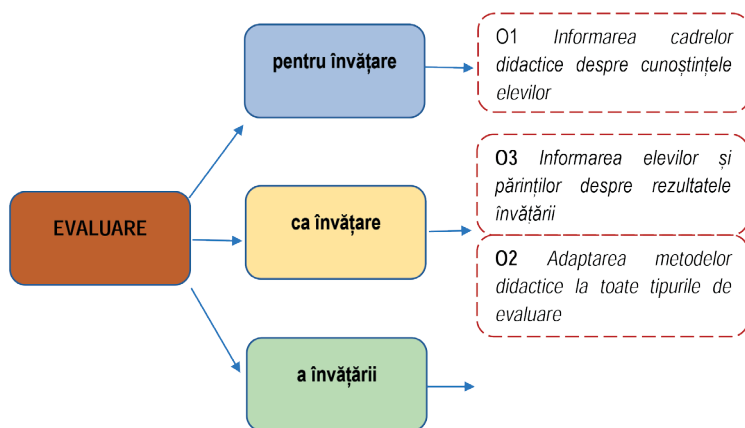 pentru învățare
O1 Informarea cadrelor
didactice despre cunoștințele
elevilor
EVALUARE
ca învățare
O3 Informarea elevilor și
părinților despre rezultatele
învățării
O2 Adaptarea metodelor
didactice la toate tipurile de
evaluare
a învățării